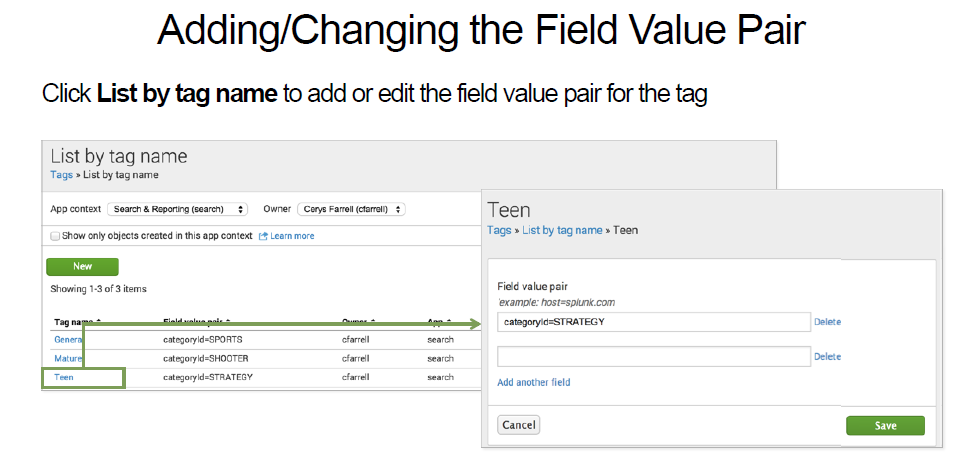 Adding/Changing the Field Value Pair
Click List by tag name to add or edit the field value pair for the tag
List by tag name
Tags » List by tag name
App context Search & Reporting (search) Owner Cerys Farrell (cfarrell)
Show only objects created in this app context Learn more
New
Showing 1-3 of 3 items
Tag name Field value pair Owner App
General categoryId=SPORTS cfarrell search
Mature categoryId=SHOOTER cfarrell search
Teen categoryId=STRATEGY cfarrell search
Teen
Tags » List by tag name » Teen
Field value pair
'example: host=splunk.com
categoryId=STRATEGY Delete
Delete
Add another field
Cancel Save